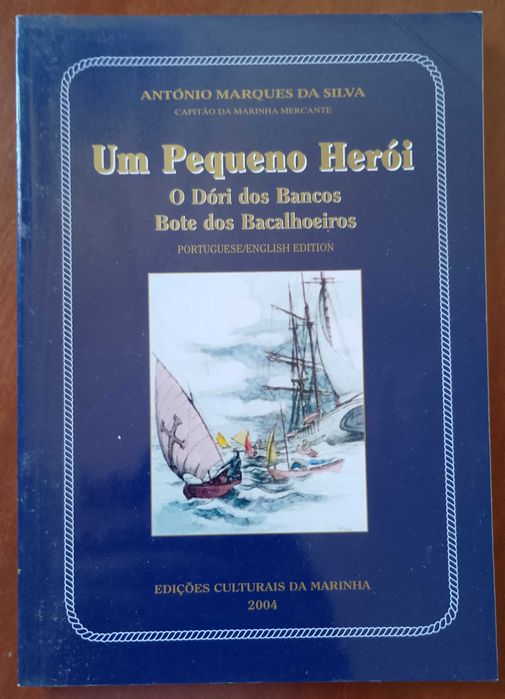 ANTÓNIO MARQUES DA SILVA
CAPITÃO DA MARINHA MERCANTE
Um Pequeno Herói
O Dóri dos Bancos
Bote dos Bacalhoeiros
PORTUGUESE/ENGLISH EDITION
EDIÇÕES CULTURAIS DA MARINHA
2004